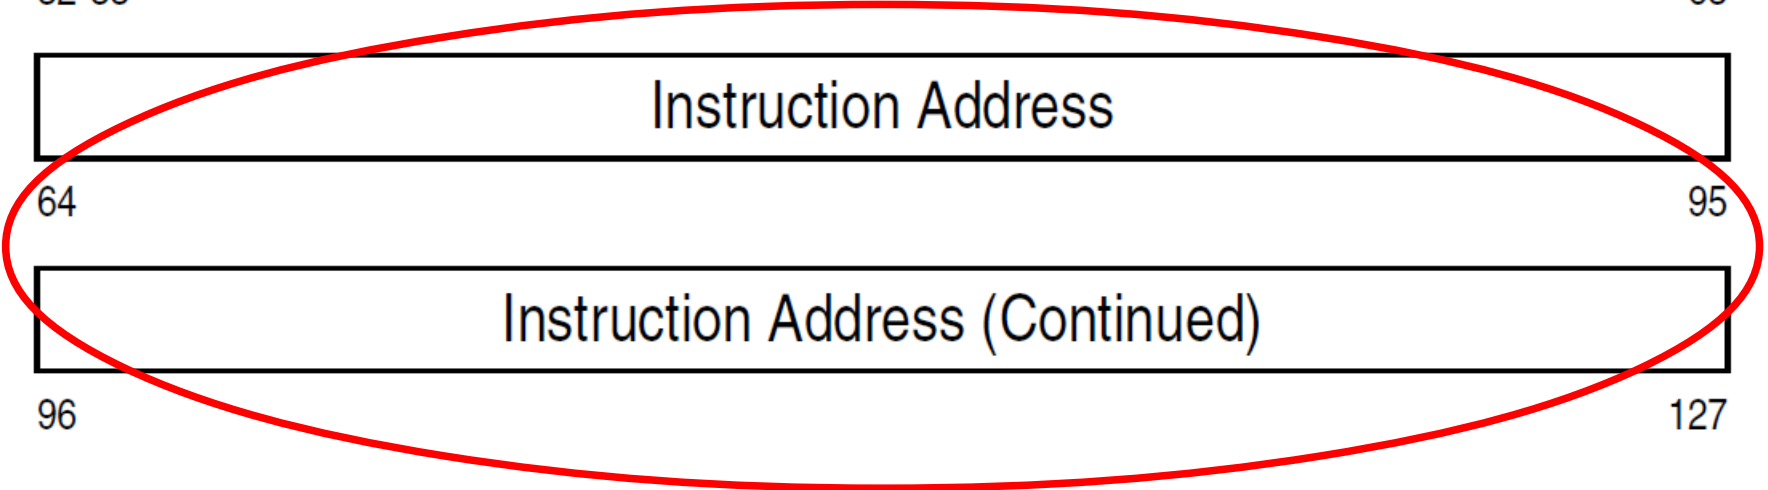 Instruction Address
64 95
Instruction Address (Continued)
96 127